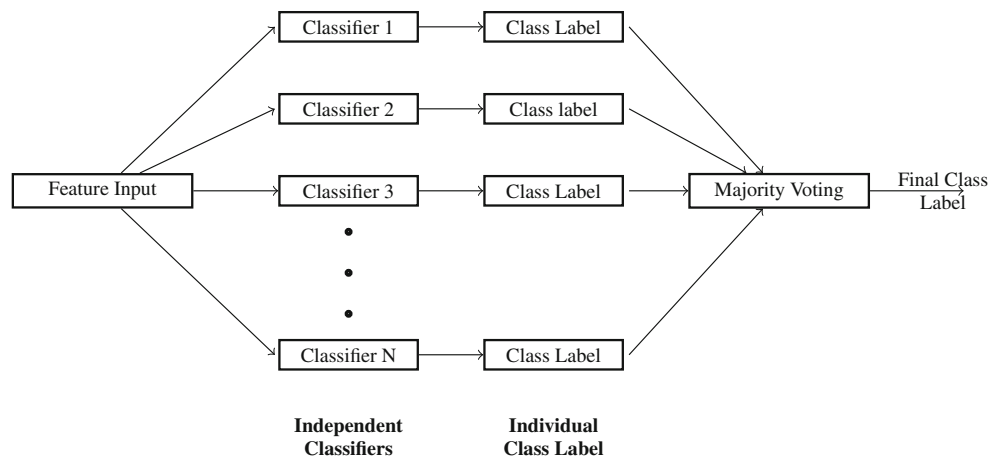 Classifier 1
Class Label
Classifier 2
Class label
Feature Input
Classifier 3
Class Label
Majority Voting
Final Class
Label
Classifier N
Class Label
Independent
Classifiers
Individual
Class Label